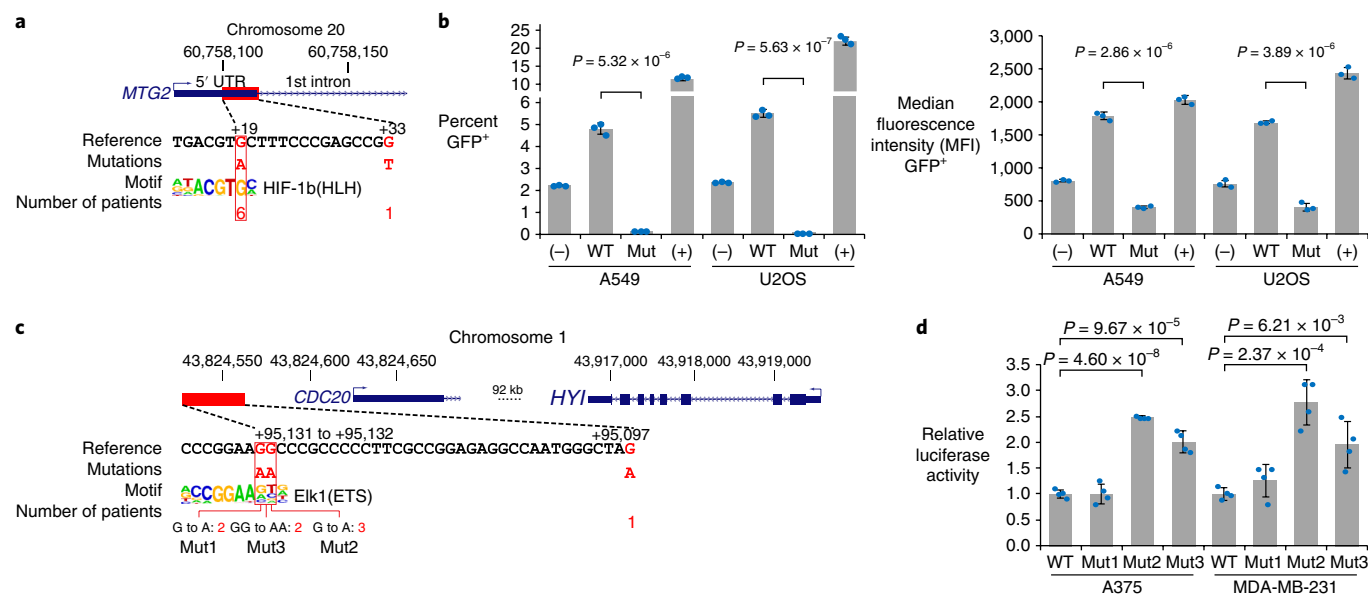 a
Chromosome 20
60,758,100 60,758,150
5′ UTR 1st intron
MTG2
+19 +33
Reference TGACGTGCTTTCCCGAGCCGG
Mutations A T
Motif ACGTG HIF-1b(HLH)
Number of patients 6 1
b
Percent GFP⁺
25
20
15
10
6
5
4
3
2
1
0
P = 5.32 × 10⁻⁶
P = 5.63 × 10⁻⁷
(–) WT Mut (+) (–) WT Mut (+)
A549 U2OS
Median fluorescence intensity (MFI) GFP⁺
3,000
2,500
2,000
1,500
1,000
500
0
P = 2.86 × 10⁻⁶
P = 3.89 × 10⁻⁶
(–) WT Mut (+) (–) WT Mut (+)
A549 U2OS
c
Chromosome 1
43,824,550 43,824,600 43,824,650 43,917,000 43,918,000 43,919,000
CDC20 92 kb HYI
+95,131 to +95,132 +95,097
Reference CCCGGAAGGCCCGCCCCCTTCGCCGGAGAGGCCAATGGGCTAG
Mutations AA A
Motif CCGGAA Elk1(ETS)
Number of patients 1
G to A: 2 GG to AA: 2 G to A: 3
Mut1 Mut3 Mut2
d
P = 9.67 × 10⁻⁵
P = 4.60 × 10⁻⁸
P = 6.21 × 10⁻³
P = 2.37 × 10⁻⁴
Relative luciferase activity
3.5
3.0
2.5
2.0
1.5
1.0
0.5
0.0
WT Mut1 Mut2 Mut3 WT Mut1 Mut2 Mut3
A375 MDA-MB-231